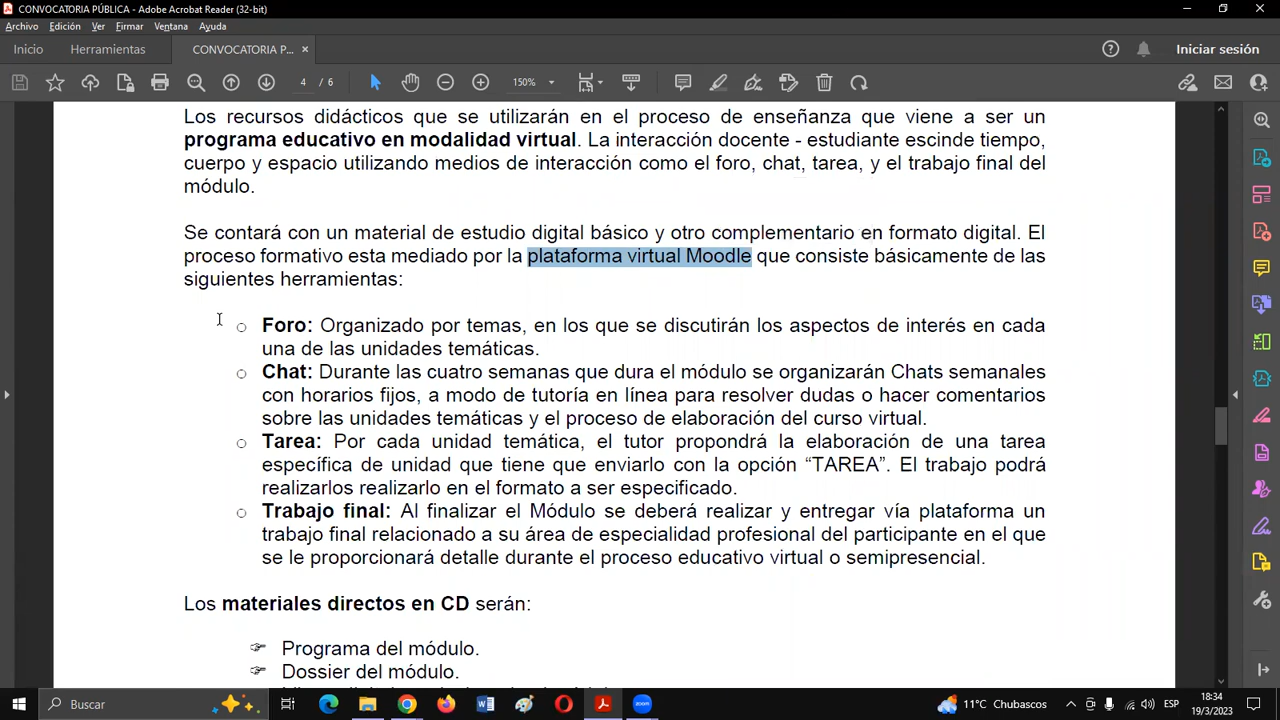 CONVOCATORIA PÚBLICA - Adobe Acrobat Reader (32-bit)
Archivo Edición Ver Firmar Ventana Ayuda
Inicio Herramientas CONVOCATORIA P... × Iniciar sesión
4 / 6 150%
Los recursos didácticos que se utilizarán en el proceso de enseñanza que viene a ser un
programa educativo en modalidad virtual. La interacción docente - estudiante escinde tiempo,
cuerpo y espacio utilizando medios de interacción como el foro, chat, tarea, y el trabajo final del
módulo.
Se contará con un material de estudio digital básico y otro complementario en formato digital. El
proceso formativo esta mediado por la plataforma virtual Moodle que consiste básicamente de las
siguientes herramientas:
○ Foro: Organizado por temas, en los que se discutirán los aspectos de interés en cada
una de las unidades temáticas.
○ Chat: Durante las cuatro semanas que dura el módulo se organizarán Chats semanales
con horarios fijos, a modo de tutoría en línea para resolver dudas o hacer comentarios
sobre las unidades temáticas y el proceso de elaboración del curso virtual.
○ Tarea: Por cada unidad temática, el tutor propondrá la elaboración de una tarea
específica de unidad que tiene que enviarlo con la opción “TAREA”. El trabajo podrá
realizarlos realizarlo en el formato a ser especificado.
○ Trabajo final: Al finalizar el Módulo se deberá realizar y entregar vía plataforma un
trabajo final relacionado a su área de especialidad profesional del participante en el que
se le proporcionará detalle durante el proceso educativo virtual o semipresencial.
Los materiales directos en CD serán:
☞ Programa del módulo.
☞ Dossier del módulo.
Buscar
zoom
11°C Chubascos
ESP
18:34
19/3/2023